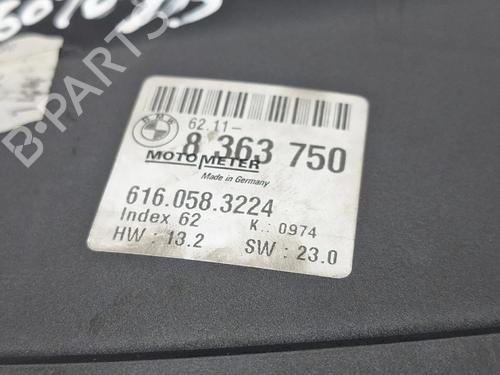 B-PARTS
BMW
62.11-
8 363 750
MOTOMETER
Made in Germany
616.058.3224
Index 62 K.: 0974
HW : 13.2 SW : 23.0